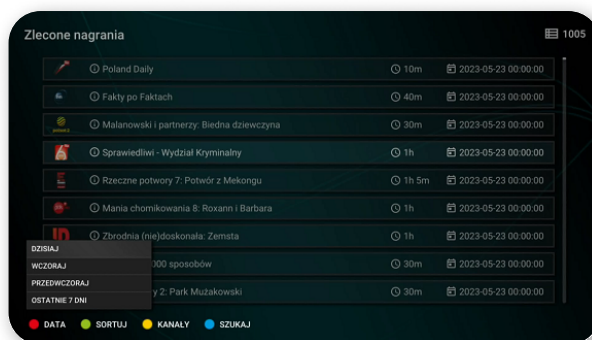 Zlecone nagrania 1005
Poland Daily 10m 2023-05-23 00:00:00
Fakty po Faktach 40m 2023-05-23 00:00:00
Malanowski i partnerzy: Biedna dziewczyna 30m 2023-05-23 00:00:00
Sprawiedliwi - Wydział Kryminalny 1h 2023-05-23 00:00:00
Rzeczne potwory 7: Potwór z Mekongu 1h 5m 2023-05-23 00:00:00
Mania chomikowania 8: Roxann i Barbara 1h 2023-05-23 00:00:00
ID Zbrodnia (nie)doskonała: Zemsta 1h 2023-05-23 00:00:00
DZISIAJ
WCZORAJ
000 sposobów 30m 2023-05-23 00:00:00
PRZEDWCZORAJ
y 2: Park Mużakowski 30m 2023-05-23 00:00:00
OSTATNIE 7 DNI
DATA SORTUJ KANAŁY SZUKAJ